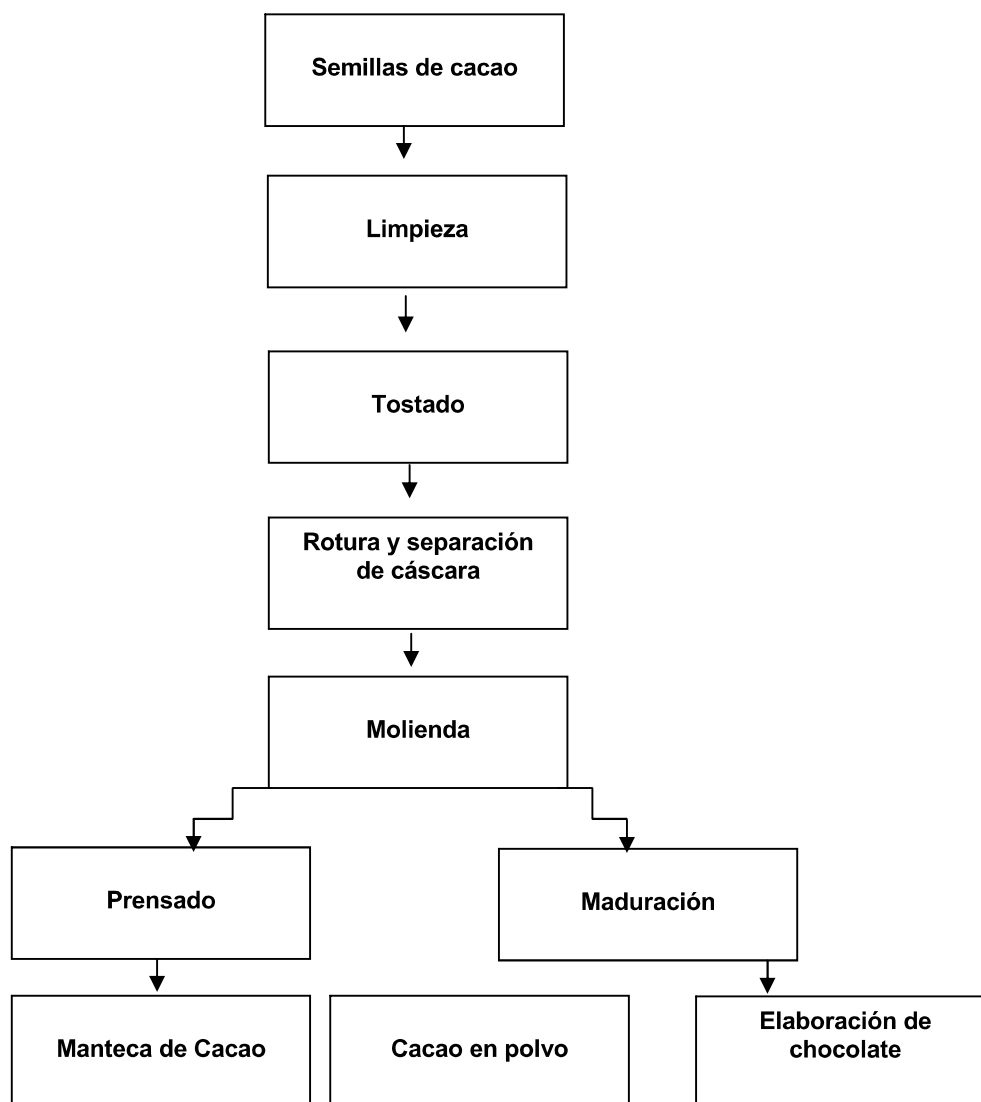 Semillas de cacao
Limpieza
Tostado
Rotura y separación
de cáscara
Molienda
Prensado
Maduración
Manteca de Cacao
Cacao en polvo
Elaboración de
chocolate